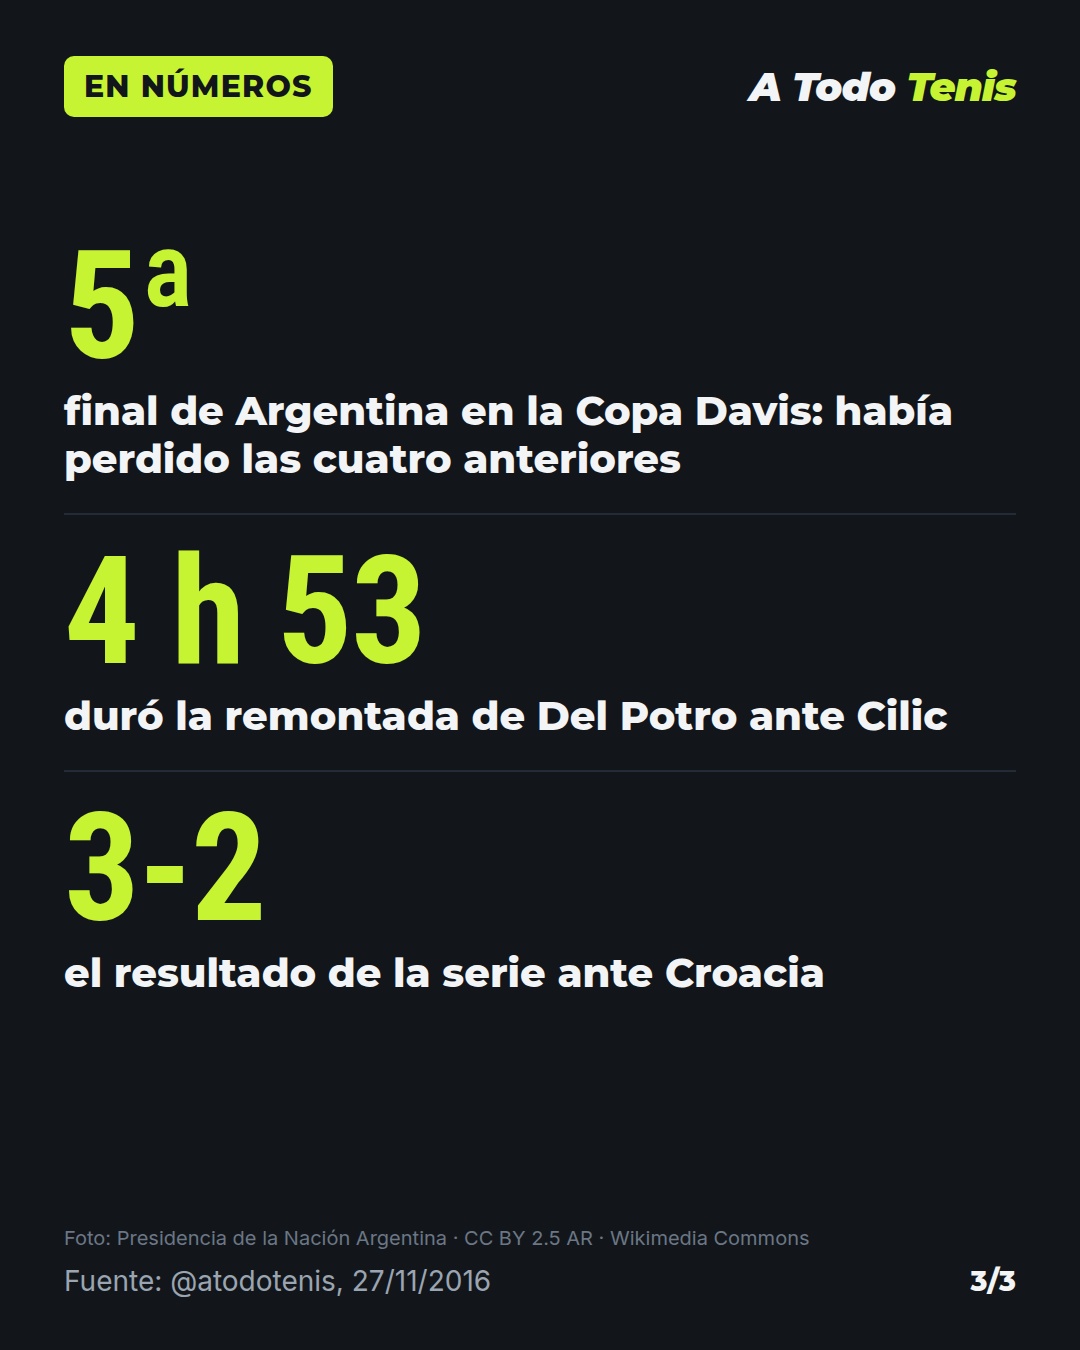 EN NÚMEROS
A Todo Tenis
5ª
final de Argentina en la Copa Davis: había
perdido las cuatro anteriores
4 h 53
duró la remontada de Del Potro ante Cilic
3-2
el resultado de la serie ante Croacia
Foto: Presidencia de la Nación Argentina · CC BY 2.5 AR · Wikimedia Commons
Fuente: @atodotenis, 27/11/2016
3/3